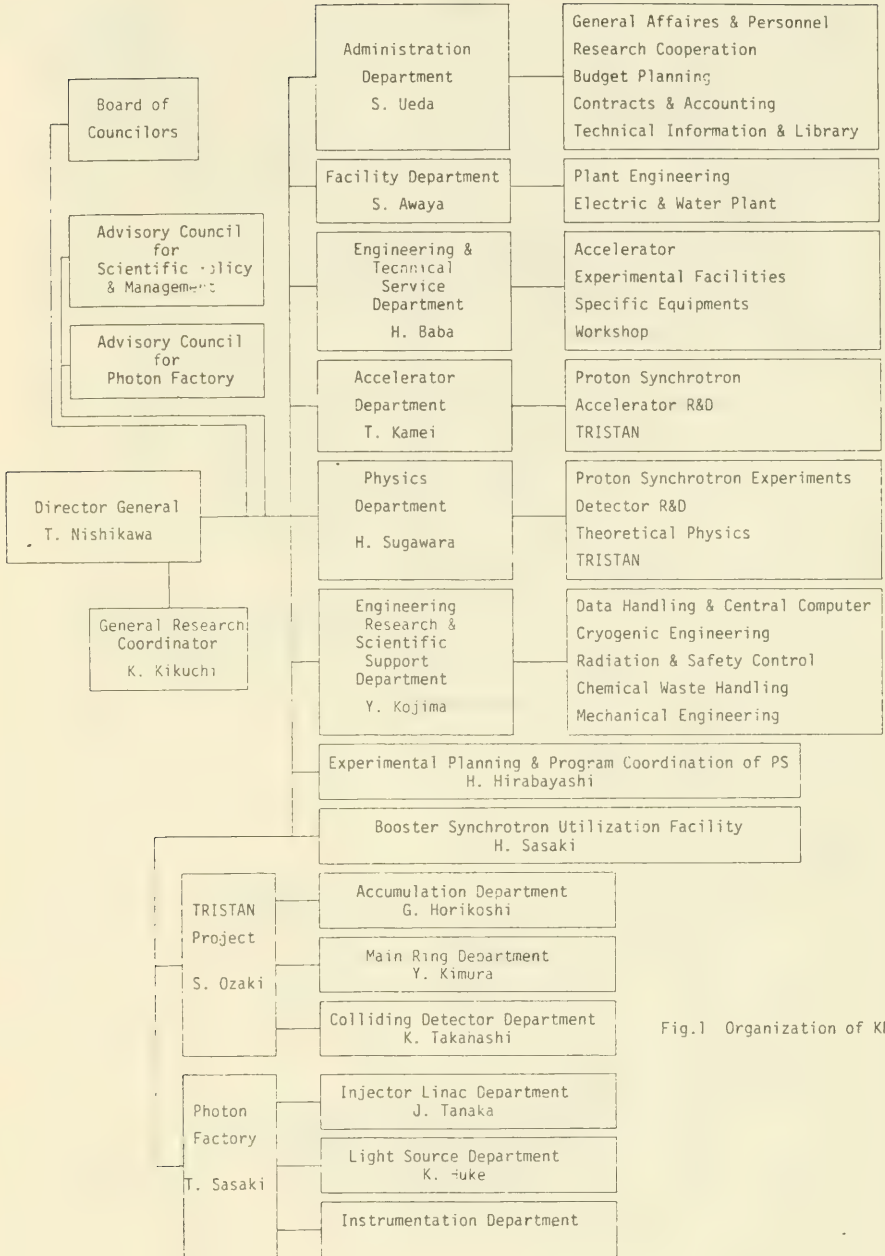 Board of
Councilors
Advisory Council
for
Scientific
& Management
Advisory Council
for
Photon Factory
Director General
T. Nishikawa
General Research
Coordinator
K. Kikuchi
Administration
Department
S. Ueda
General Affaires & Personnel
Research Cooperation
Budget Planning
Contracts & Accounting
Technical Information & Library
Facility Department
S. Awaya
Plant Engineering
Electric & Water Plant
Engineering &
Technical
Service
Department
H. Baba
Accelerator
Experimental Facilities
Specific Equipments
Workshop
Accelerator
Department
T. Kamei
Proton Synchrotron
Accelerator R&D
TRISTAN
Physics
Department
H. Sugawara
Proton Synchrotron Experiments
Detector R&D
Theoretical Physics
TRISTAN
Engineering
Research &
Scientific
Support
Department
Y. Kojima
Data Handling & Central Computer
Cryogenic Engineering
Radiation & Safety Control
Chemical Waste Handling
Mechanical Engineering
Experimental Planning & Program Coordination of PS
H. Hirabayashi
Booster Synchrotron Utilization Facility
H. Sasaki
TRISTAN
Project
S. Ozaki
Accumulation Department
G. Horikoshi
Main Ring Department
Y. Kimura
Colliding Detector Department
K. Takahashi
Fig.1 Organization of
Photon
Factory
T. Sasaki
Injector Linac Department
J. Tanaka
Light Source Department
K.
Instrumentation Department